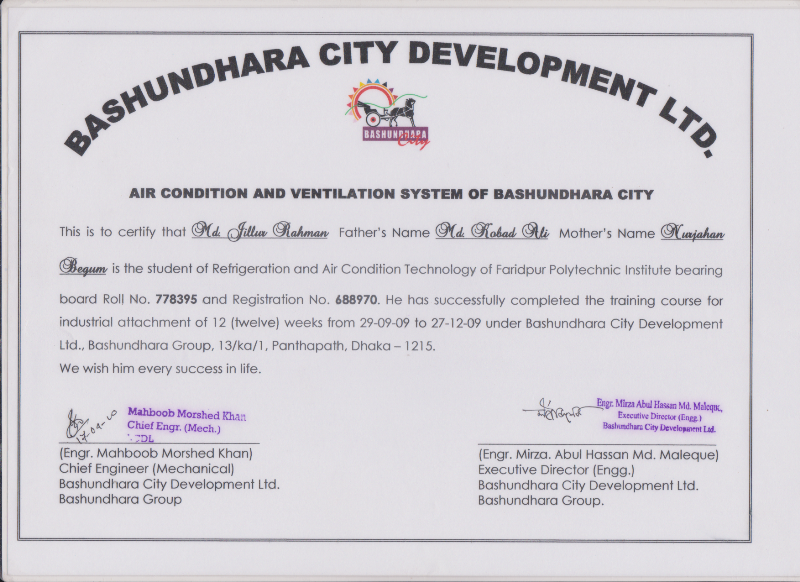 BASHUNDHARA CITY DEVELOPMENT LTD.
BASHUNDHARA
City
AIR CONDITION AND VENTILATION SYSTEM OF BASHUNDHARA CITY
This is to certify that Md. Jillur Rahman Father's Name Md. Kobad Ali Mother's Name Nurjahan
Begum is the student of Refrigeration and Air Condition Technology of Faridpur Polytechnic Institute bearing
board Roll No. 778395 and Registration No. 688970. He has successfully completed the training course for
industrial attachment of 12 (twelve) weeks from 29-09-09 to 27-12-09 under Bashundhara City Development
Ltd., Bashundhara Group, 13/ka/1, Panthapath, Dhaka – 1215.
We wish him every success in life.
Mahboob Morshed Khan
Chief Engr. (Mech.)
(Engr. Mahboob Morshed Khan)
Chief Engineer (Mechanical)
Bashundhara City Development Ltd.
Bashundhara Group
Engr. Mirza Abul Hassan Md. Maleque,
Executive Director (Engg.)
Bashundhara City Development Ltd.
(Engr. Mirza. Abul Hassan Md. Maleque)
Executive Director (Engg.)
Bashundhara City Development Ltd.
Bashundhara Group.